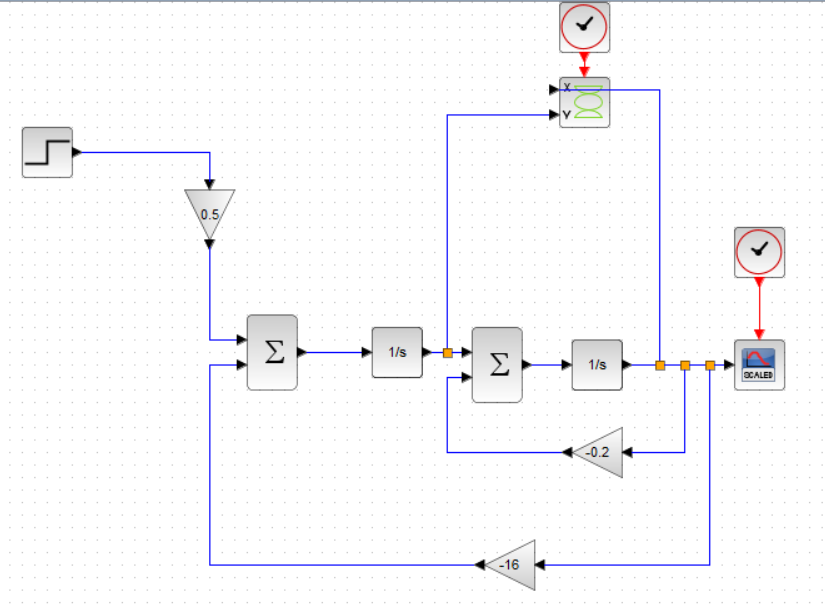 X
Y
0.5
Σ
1/s
Σ
1/s
SCALED
-0.2
-16